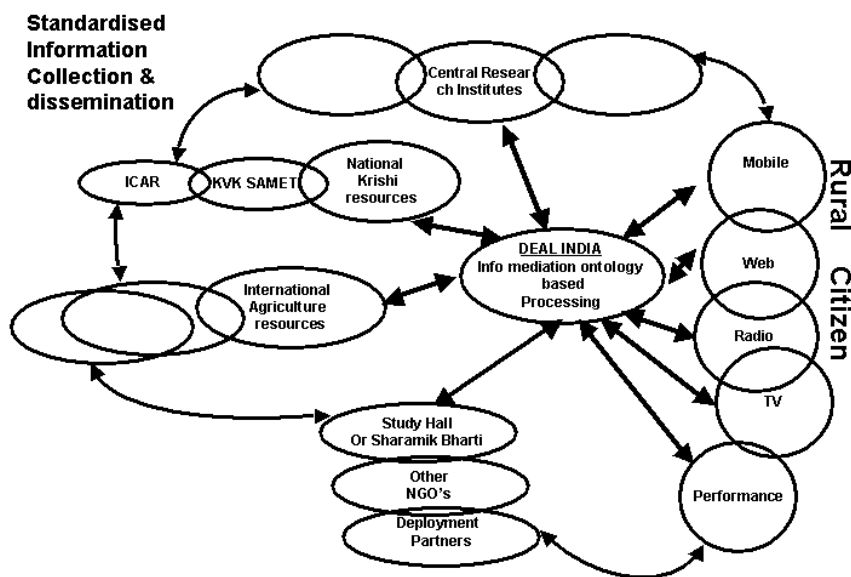 Standardised
Information
Collection &
dissemination
Central Resear
ch Institutes
Mobile
ICAR
KVK SAMET
National
Krishi
resources
Rural Citizen
DEAL INDIA
Info mediation ontology
based
Processing
Web
International
Agriculture
resources
Radio
TV
Study Hall
Or Sharamik Bharti
Other
NGO's
Performance
Deployment
Partners